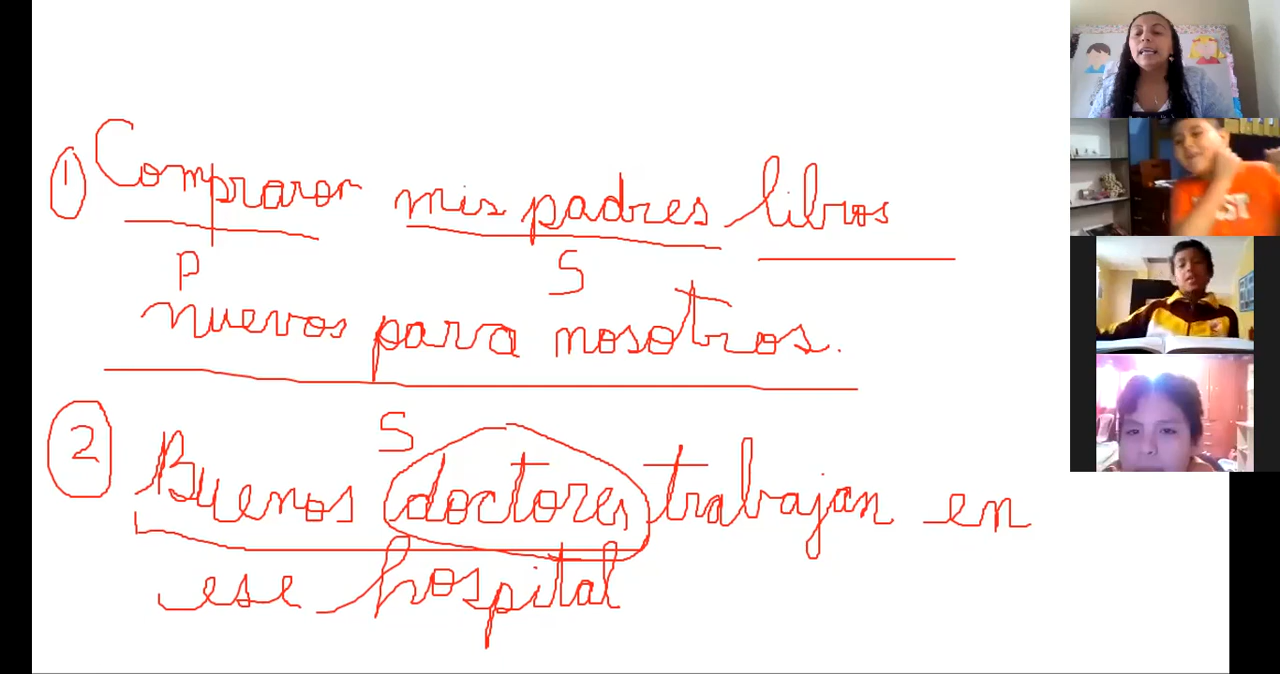 ① Compraron mis padres libros
P S
nuevos para nosotros.
S
② Buenos doctores trabajan en
ese hospital